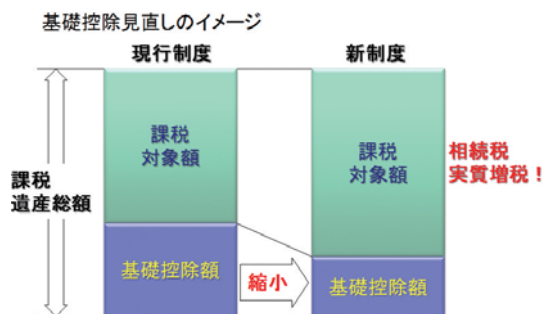 基礎控除見直しのイメージ
現行制度
新制度
課税
対象額
課税
対象額
相続税
実質増税！
課税
遺産総額
基礎控除額
縮小
基礎控除額